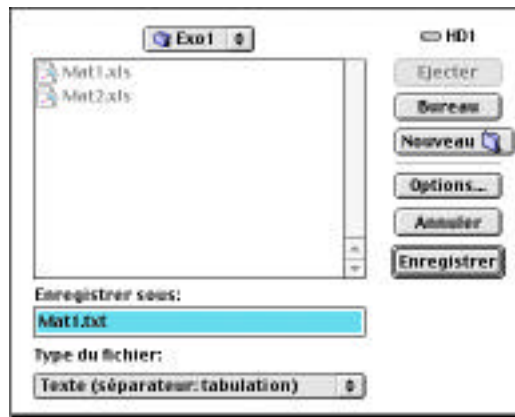 Exo1
HD1
Mat1.xls
Mat2.xls
Ejecter
Bureau
Nouveau
Options...
Annuler
Enregistrer
Enregistrer sous:
Mat1.txt
Type du fichier:
Texte (séparateur: tabulation)